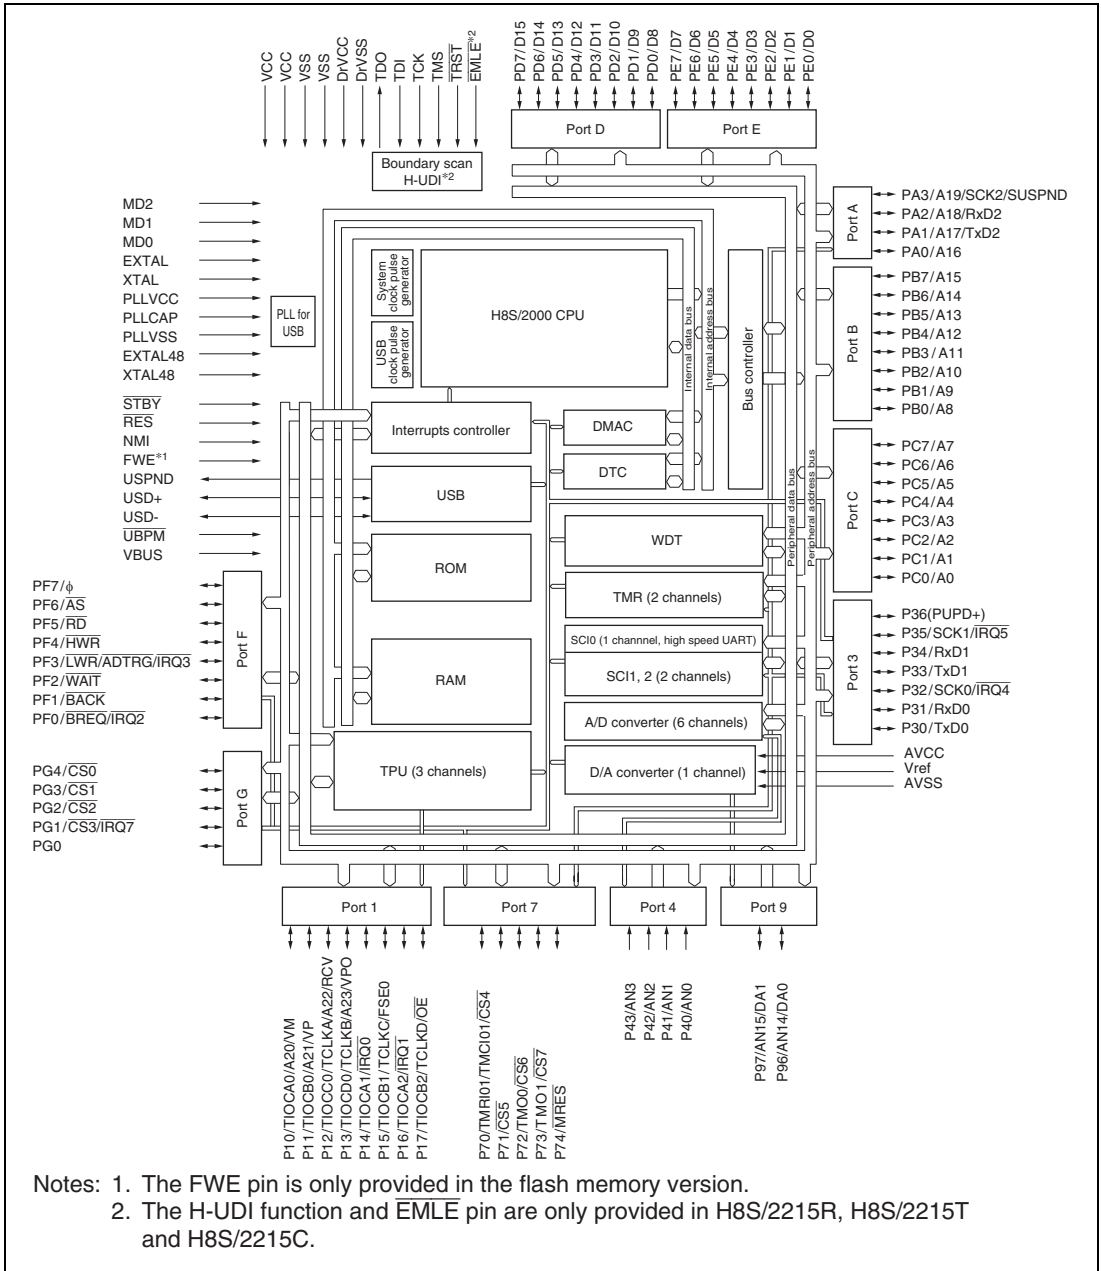 VCC
VCC
VSS
VSS
DrVCC
DrVSS
TDO
TDI
TCK
TMS
TRST
EMLE*2
PD7/D15
PD6/D14
PD5/D13
PD4/D12
PD3/D11
PD2/D10
PD1/D9
PD0/D8
PE7/D7
PE6/D6
PE5/D5
PE4/D4
PE3/D3
PE2/D2
PE1/D1
PE0/D0
Port D
Port E
Boundary scan
H-UDI*2
MD2
MD1
MD0
EXTAL
XTAL
PLLVCC
PLLCAP
PLLVSS
EXTAL48
XTAL48
STBY
RES
NMI
FWE*1
USPND
USD+
USD-
UBPM
VBUS
PLL for
USB
System
clock pulse
generator
USB
clock pulse
generator
H8S/2000 CPU
Internal data bus
Internal address bus
Bus controller
Interrupts controller
DMAC
DTC
USB
ROM
RAM
TPU (3 channels)
WDT
TMR (2 channels)
SCI0 (1 channnel, high speed UART)
SCI1, 2 (2 channels)
A/D converter (6 channels)
D/A converter (1 channel)
Peripheral data bus
Peripheral address bus
Port A
PA3/A19/SCK2/SUSPND
PA2/A18/RxD2
PA1/A17/TxD2
PA0/A16
Port B
PB7/A15
PB6/A14
PB5/A13
PB4/A12
PB3/A11
PB2/A10
PB1/A9
PB0/A8
Port C
PC7/A7
PC6/A6
PC5/A5
PC4/A4
PC3/A3
PC2/A2
PC1/A1
PC0/A0
Port 3
P36(PUPD+)
P35/SCK1/IRQ5
P34/RxD1
P33/TxD1
P32/SCK0/IRQ4
P31/RxD0
P30/TxD0
AVCC
Vref
AVSS
PF7/ϕ
PF6/AS
PF5/RD
PF4/HWR
PF3/LWR/ADTRG/IRQ3
PF2/WAIT
PF1/BACK
PF0/BREQ/IRQ2
Port F
PG4/CS0
PG3/CS1
PG2/CS2
PG1/CS3/IRQ7
PG0
Port G
Port 1
Port 7
Port 4
Port 9
P10/TIOCA0/A20/VM
P11/TIOCB0/A21/VP
P12/TIOCC0/TCLKA/A22/RCV
P13/TIOCD0/TCLKB/A23/VPO
P14/TIOCA1/IRQ0
P15/TIOCB1/TCLKC/FSE0
P16/TIOCA2/IRQ1
P17/TIOCB2/TCLKD/OE
P70/TMRI01/TMCI01/CS4
P71/CS5
P72/TMO0/CS6
P73/TMO1/CS7
P74/MRES
P43/AN3
P42/AN2
P41/AN1
P40/AN0
P97/AN15/DA1
P96/AN14/DA0
Notes: 1. The FWE pin is only provided in the flash memory version.
2. The H-UDI function and EMLE pin are only provided in H8S/2215R, H8S/2215T
and H8S/2215C.